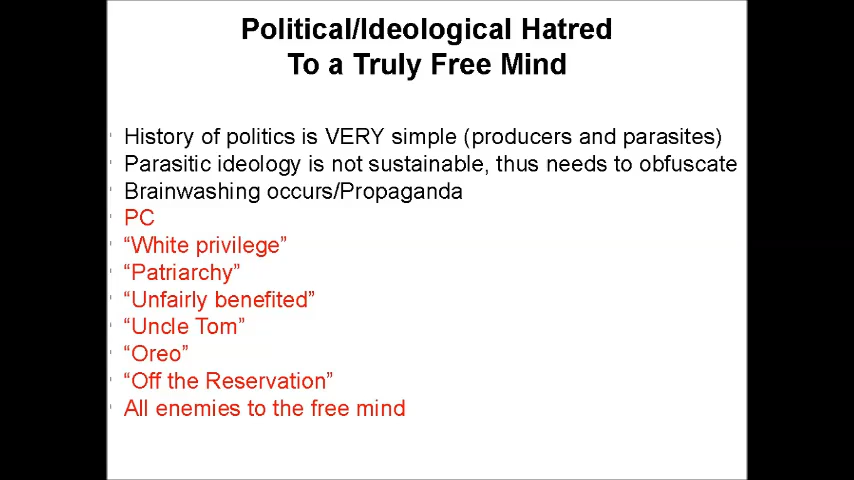 Political/Ideological Hatred
To a Truly Free Mind
History of politics is VERY simple (producers and parasites)
Parasitic ideology is not sustainable, thus needs to obfuscate
Brainwashing occurs/Propaganda
PC
“White privilege”
“Patriarchy”
“Unfairly benefited”
“Uncle Tom”
“Oreo”
“Off the Reservation”
All enemies to the free mind